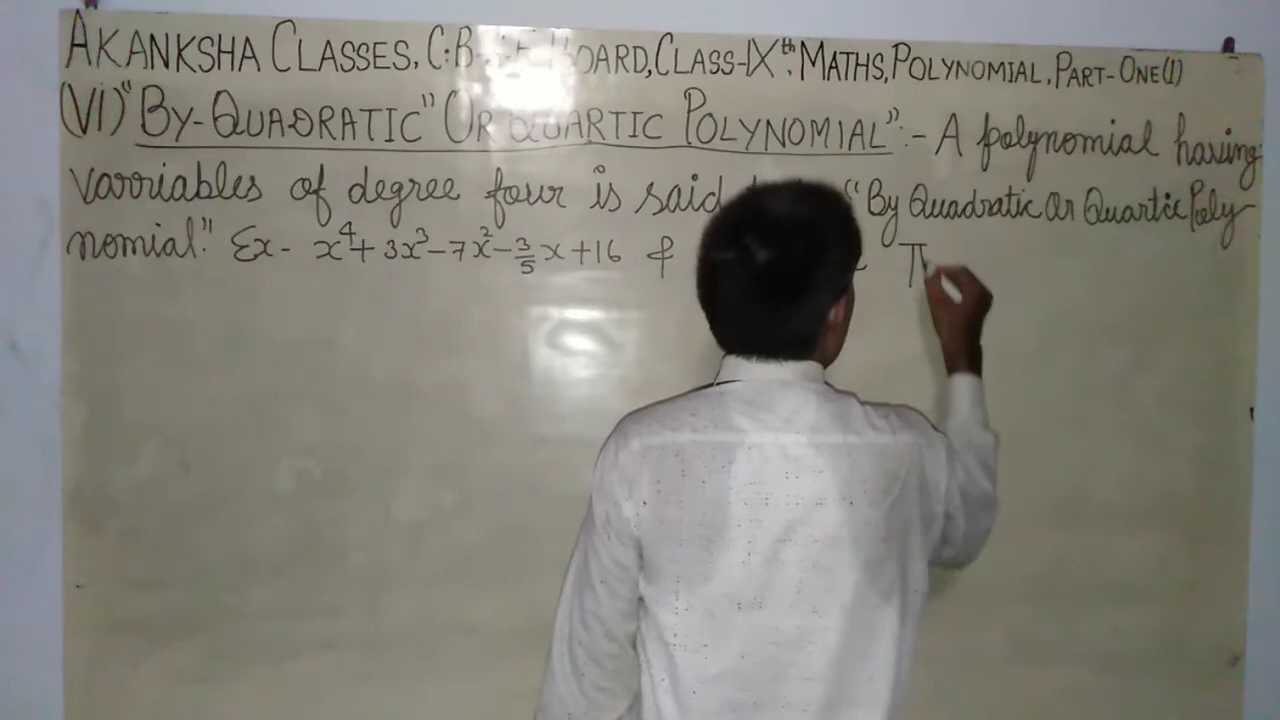 AKANKSHA CLASSES, C.B. BOARD, CLASS-IXth. MATHS, POLYNOMIAL, PART-ONE(1)
(VI) "BY-QUADRATIC" OR QUARTIC POLYNOMIAL":- A polynomial having
varriables of degree four is said "By Quadratic Or Quartic Poly-
nomial." Ex- x⁴+3x³-7x²-3/5x+16 &